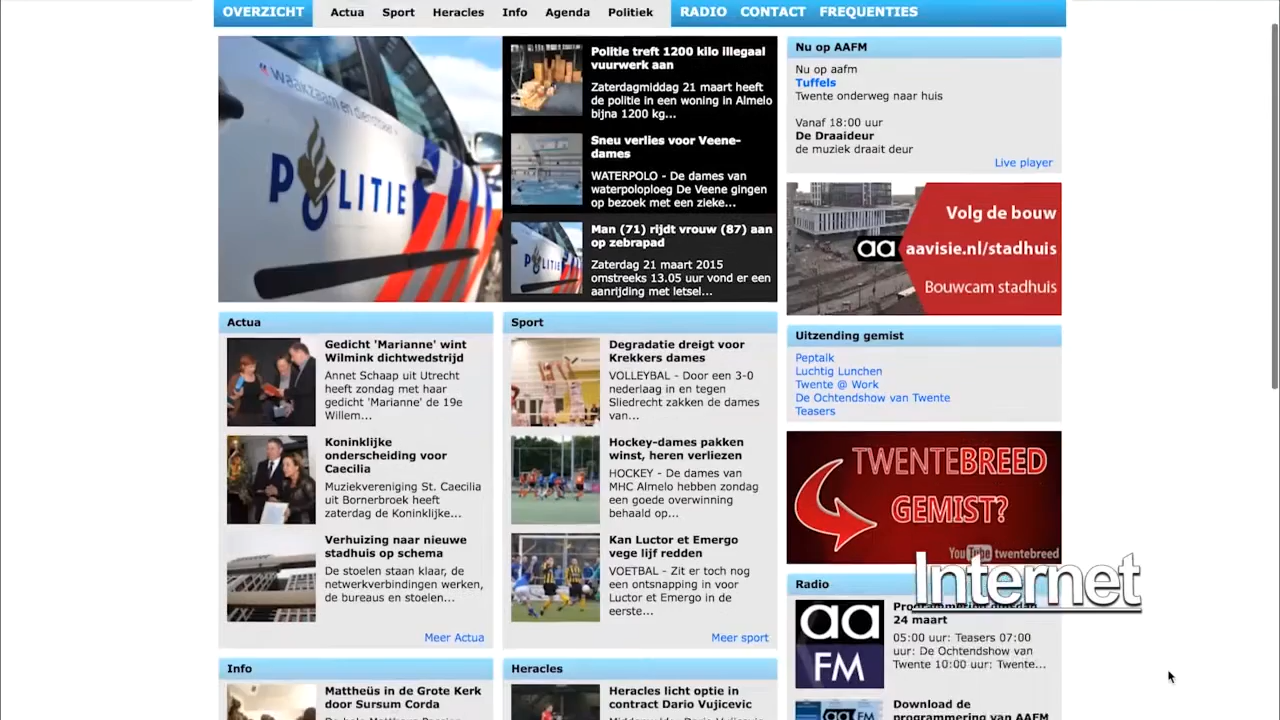 OVERZICHT Actua Sport Heracles Info Agenda Politiek RADIO CONTACT FREQUENTIES
« waakzaam en dienstbaar »
POLITIE
Politie treft 1200 kilo illegaal
vuurwerk aan
Zaterdagmiddag 21 maart heeft
de politie in een woning in Almelo
bijna 1200 kg...
Sneu verlies voor Veene-
dames
WATERPOLO - De dames van
waterpoloploeg De Veene gingen
op bezoek met een zieke...
POLITIE
Man (71) rijdt vrouw (87) aan
op zebrapad
Zaterdag 21 maart 2015
omstreeks 13.05 uur vond er een
aanrijding met letsel...
Nu op AAFM
Nu op aafm
Tuffels
Twente onderweg naar huis
Vanaf 18:00 uur
De Draaideur
de muziek draait deur
Live player
Volg de bouw
aa aavisie.nl/stadhuis
Bouwcam stadhuis
Actua
Gedicht 'Marianne' wint
Wilmink dichtwedstrijd
Annet Schaap uit Utrecht
heeft zondag met haar
gedicht 'Marianne' de 19e
Willem...
Koninklijke
onderscheiding voor
Caecilia
Muziekvereniging St. Caecilia
uit Bornerbroek heeft
zaterdag de Koninklijke...
Verhuizing naar nieuwe
stadhuis op schema
De stoelen staan klaar, de
netwerkverbindingen werken,
de bureaus en stoelen...
Meer Actua
Sport
Degradatie dreigt voor
Krekkers dames
VOLLEYBAL - Door een 3-0
nederlaag in en tegen
Sliedrecht zakken de dames
van...
Hockey-dames pakken
winst, heren verliezen
HOCKEY - De dames van
MHC Almelo hebben zondag
een goede overwinning
behaald op...
Kan Luctor et Emergo
vege lijf redden
VOETBAL - Zit er toch nog
een ontsnapping in voor
Luctor et Emergo in de
eerste...
Meer sport
Uitzending gemist
Peptalk
Luchtig Lunchen
Twente @ Work
De Ochtendshow van Twente
Teasers
TWENTEBREED
GEMIST?
YouTube twentebreed
Internet
Radio
aa
FM
Programmering dinsdag
24 maart
05:00 uur: Teasers 07:00
uur: De Ochtendshow van
Twente 10:00 uur: Twente...
Info
Mattheüs in de Grote Kerk
door Sursum Corda
Heracles
Heracles licht optie in
contract Dario Vujicevic
aa FM
Download de
programmering van AAFM